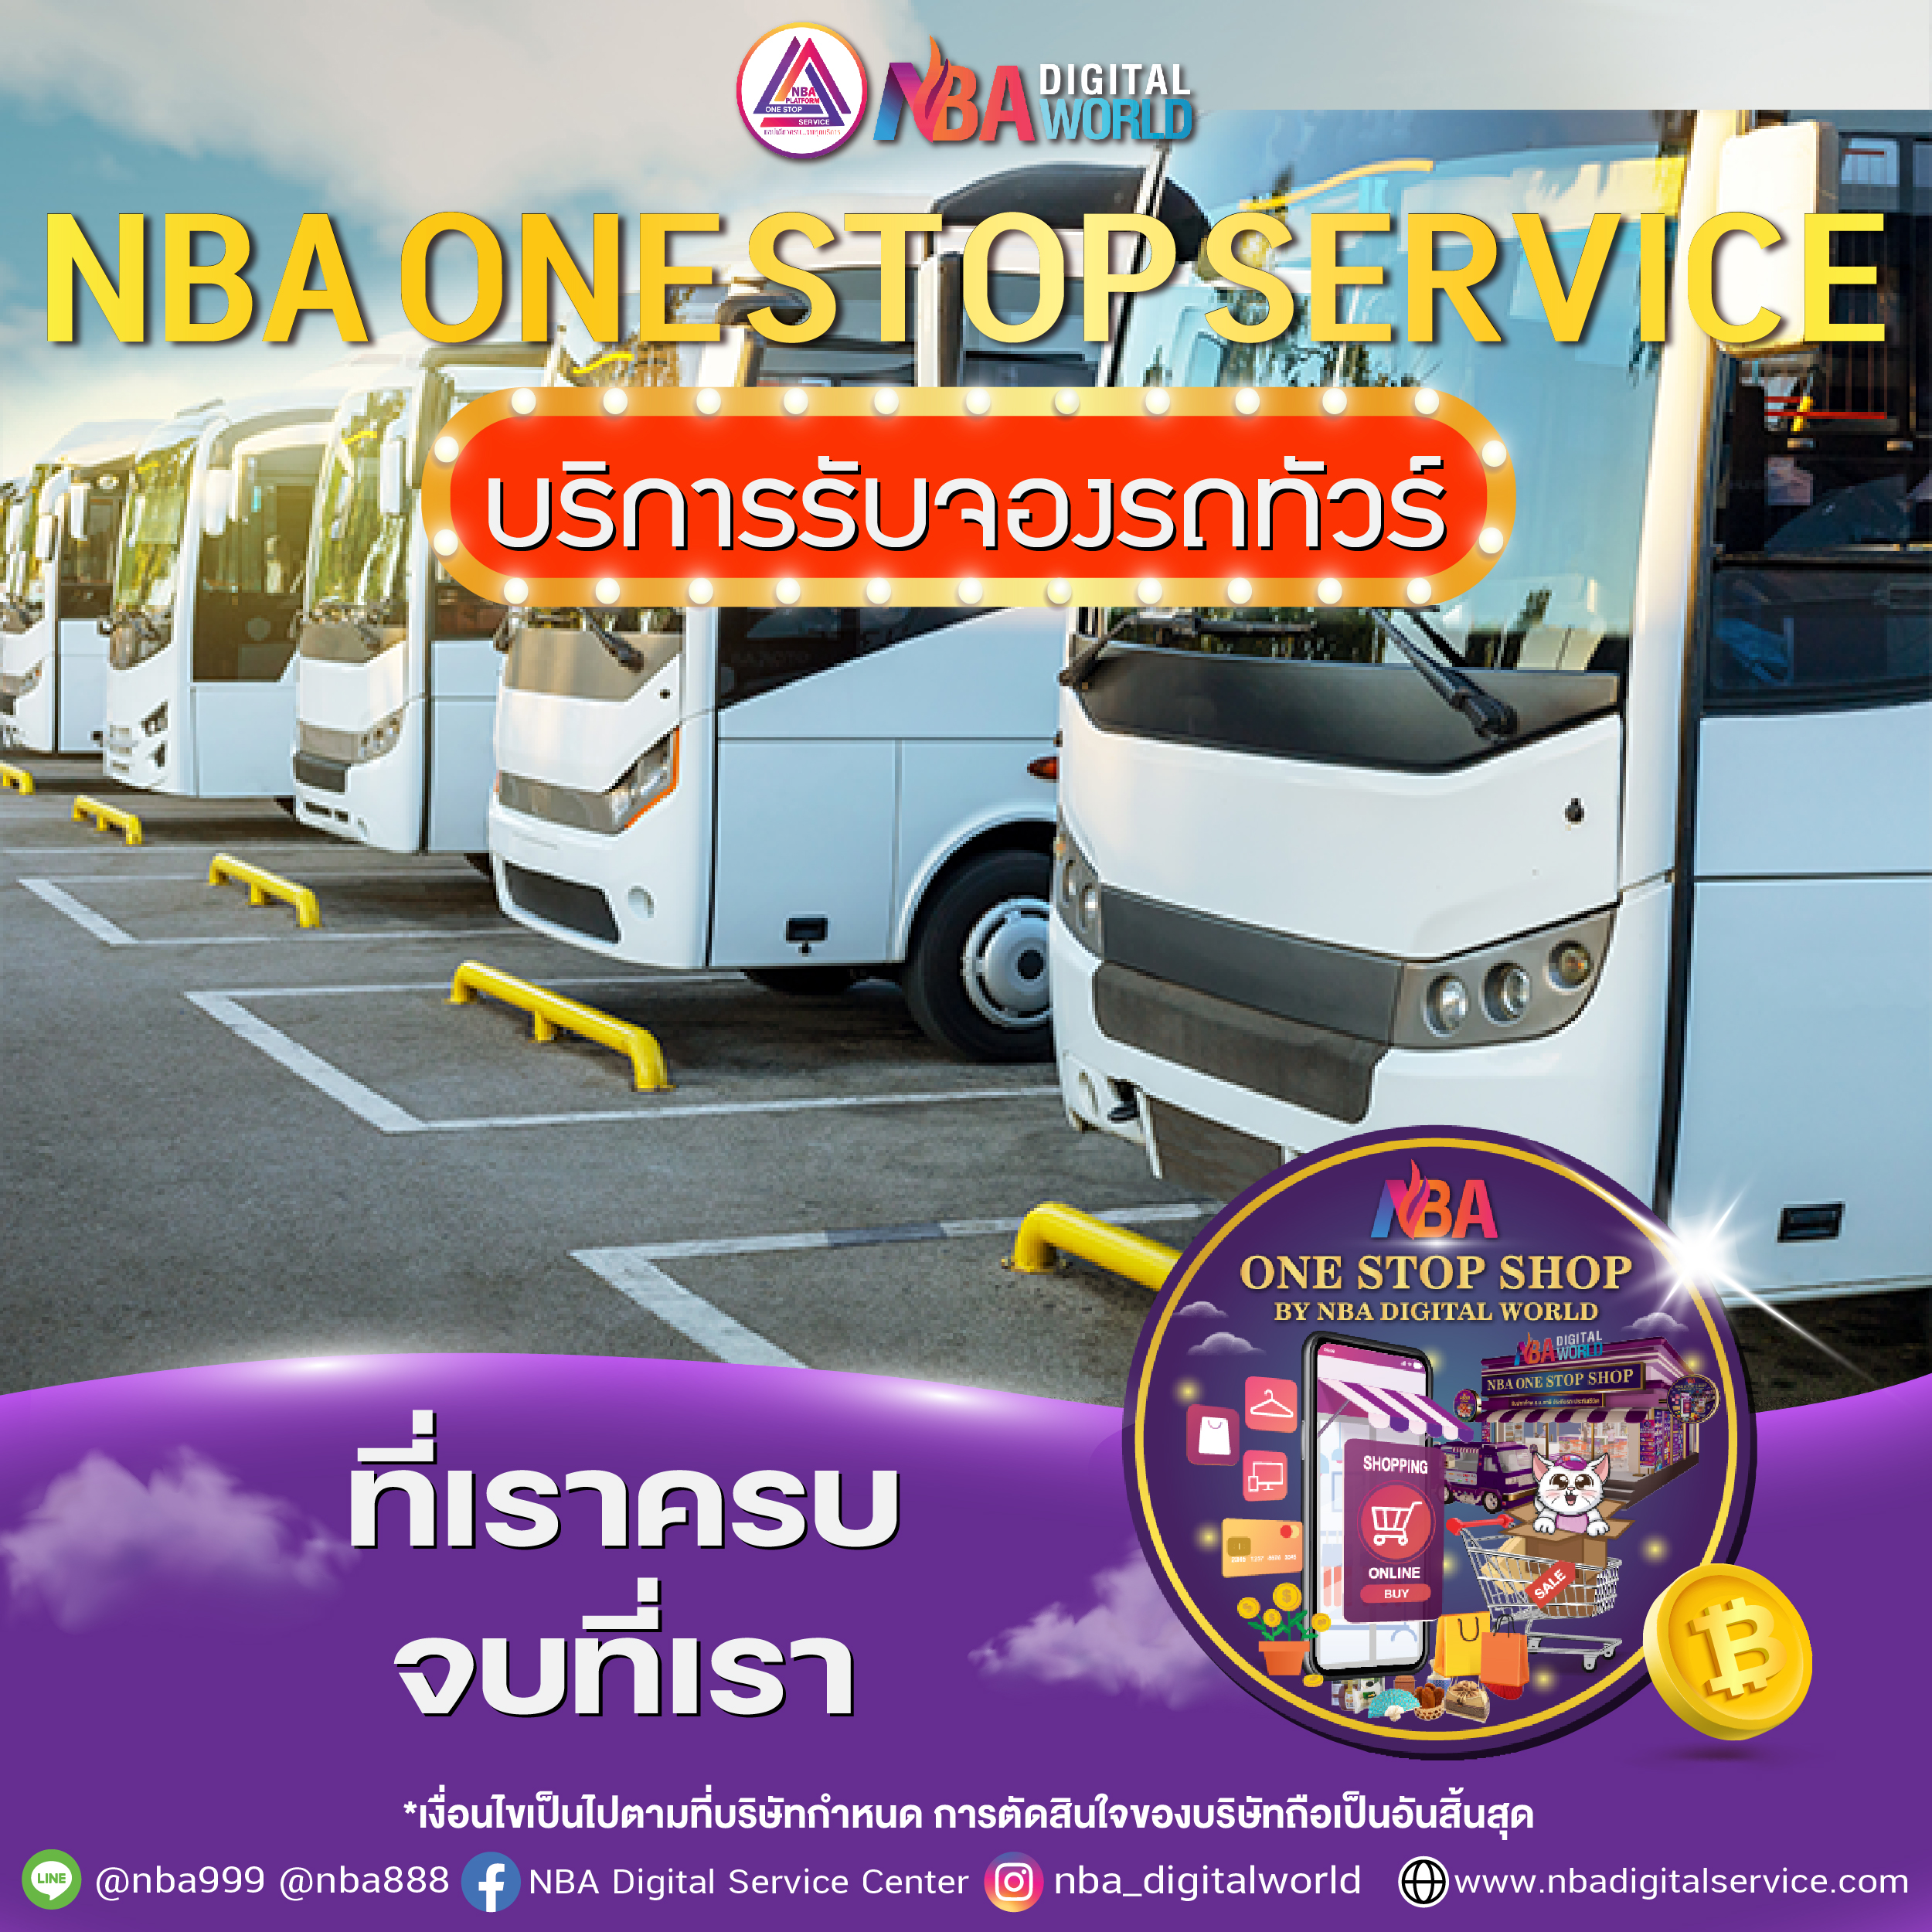 NBA
PLATFORM
ONE STOP
SERVICE
NBA DIGITAL
WORLD
NBA ONE STOP SERVICE
บริการรับจองรถทัวร์
NBA
ONE STOP SHOP
BY NBA DIGITAL WORLD
NBA DIGITAL
WORLD
NBA ONE STOP SHOP
SHOPPING
ONLINE
BUY
SALE
ที่เราครบ
จบที่เรา
*เงื่อนไขเป็นไปตามที่บริษัทกำหนด การตัดสินใจของบริษัทถือเป็นอันสิ้นสุด
LINE @nba999 @nba888 NBA Digital Service Center nba_digitalworld www.nbadigitalservice.com